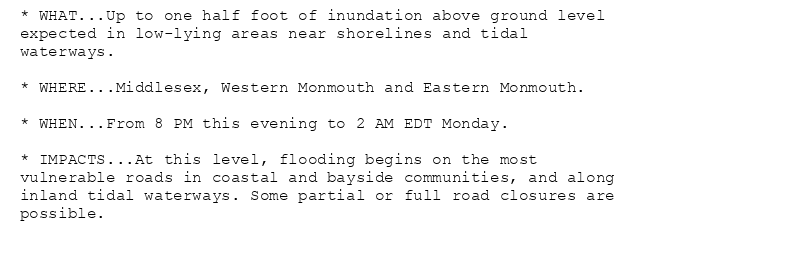 * WHAT...Up to one half foot of inundation above ground level
expected in low-lying areas near shorelines and tidal
waterways.
* WHERE...Middlesex, Western Monmouth and Eastern Monmouth.
* WHEN...From 8 PM this evening to 2 AM EDT Monday.
* IMPACTS...At this level, flooding begins on the most
vulnerable roads in coastal and bayside communities, and along
inland tidal waterways. Some partial or full road closures are
possible.